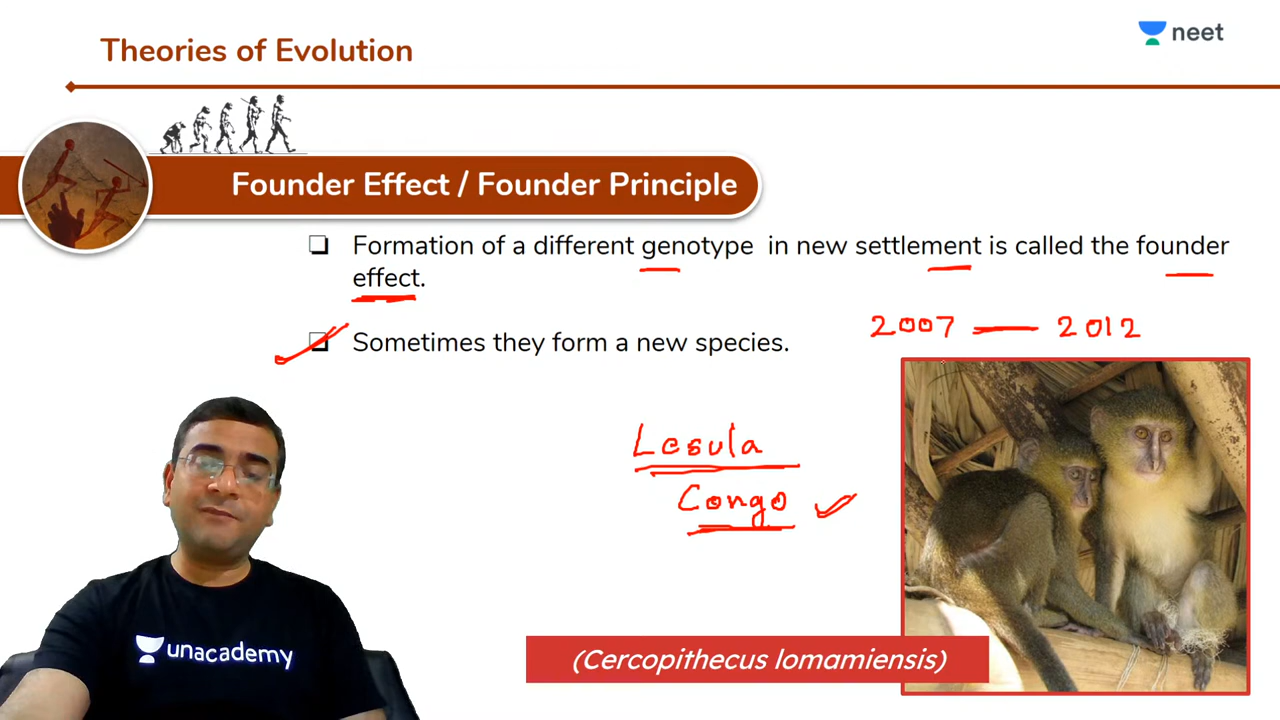 Theories of Evolution
neet
Founder Effect / Founder Principle
Formation of a different genotype in new settlement is called the founder
effect.
Sometimes they form a new species.
2007 — 2012
Lesula
Congo
unacademy
(Cercopithecus lomamiensis)